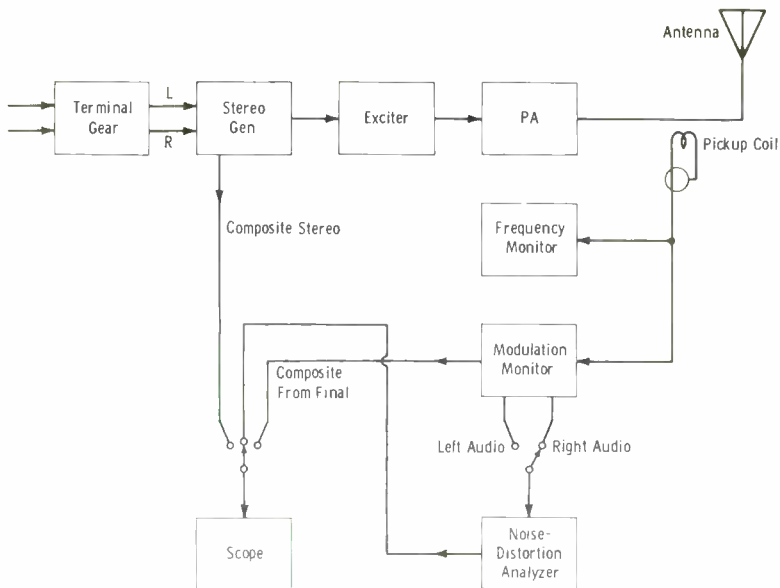 Antenna
L
Terminal
Gear
R
Stereo
Gen
Exciter
PA
Pickup Coil
Composite Stereo
Frequency
Monitor
Modulation
Monitor
Composite
From Final
Left Audio
Right Audio
Scope
Noise-
Distortion
Analyzer